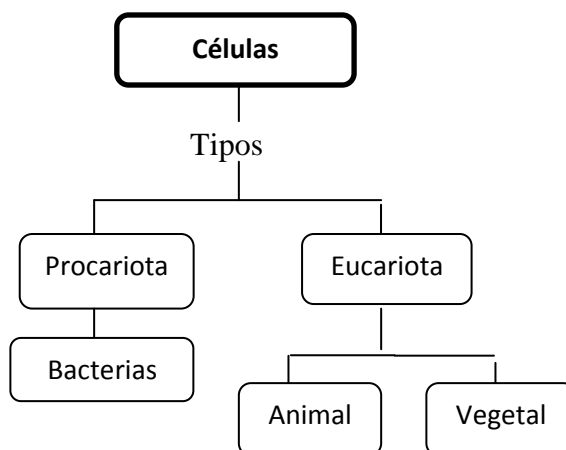 Células
Tipos
Procariota
Eucariota
Bacterias
Animal
Vegetal